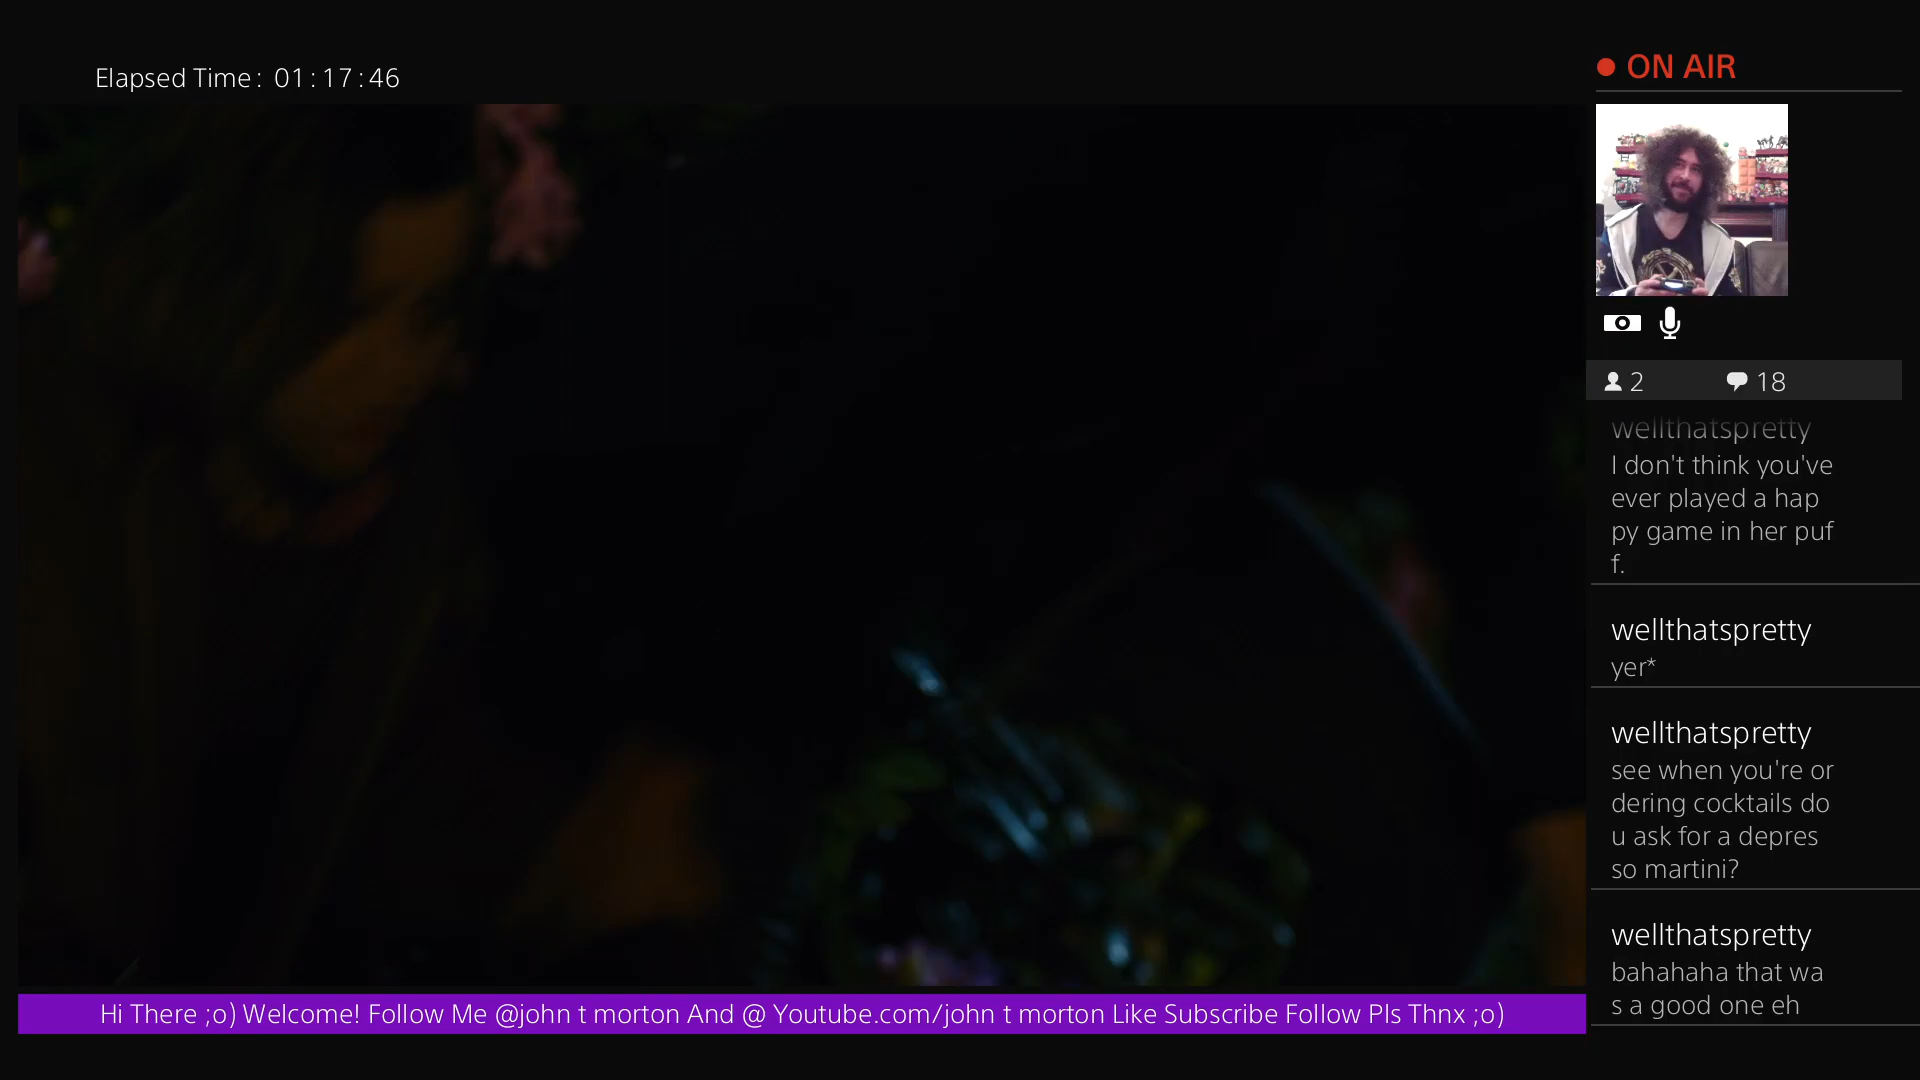 Elapsed Time: 01:17:46
ON AIR
2 18
wellthatspretty
I don't think you've
ever played a hap
py game in her puf
f.
wellthatspretty
yer*
wellthatspretty
see when you're or
dering cocktails do
u ask for a depres
so martini?
wellthatspretty
bahahaha that wa
s a good one eh
Hi There ;o) Welcome! Follow Me @john t morton And @ Youtube.com/john t morton Like Subscribe Follow Pls Thnx ;o)